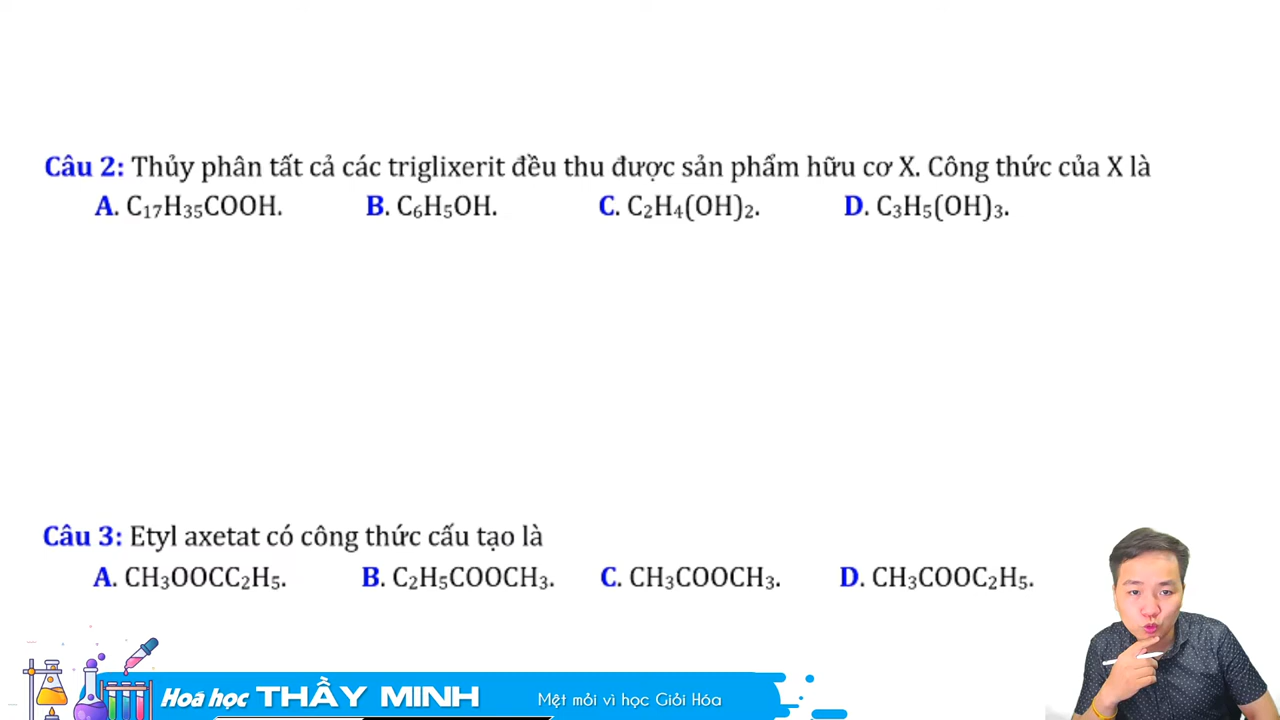 Câu 2: Thủy phân tất cả các triglixerit đều thu được sản phẩm hữu cơ X. Công thức của X là
A. C₁₇H₃₅COOH. B. C₆H₅OH. C. C₂H₄(OH)₂. D. C₃H₅(OH)₃.
Câu 3: Etyl axetat có công thức cấu tạo là
A. CH₃OOCC₂H₅. B. C₂H₅COOCH₃. C. CH₃COOCH₃. D. CH₃COOC₂H₅.
Hoá học THẦY MINH Mệt mỏi vì học Giỏi Hóa